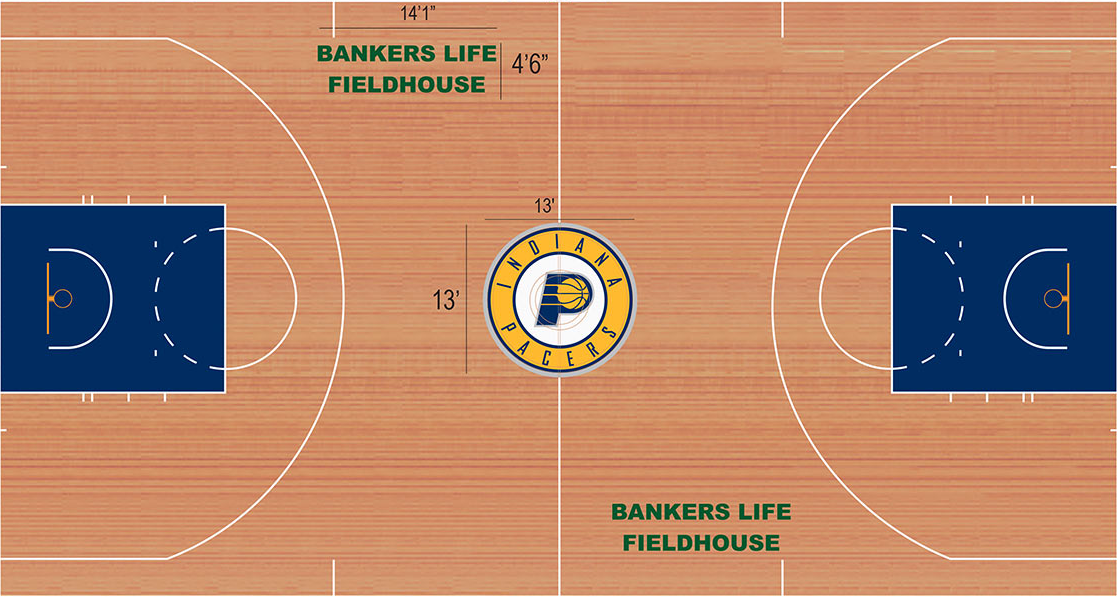 14'1”
BANKERS LIFE
FIELDHOUSE
4’6”
13'
13’
INDIANA
PACERS
BANKERS LIFE
FIELDHOUSE